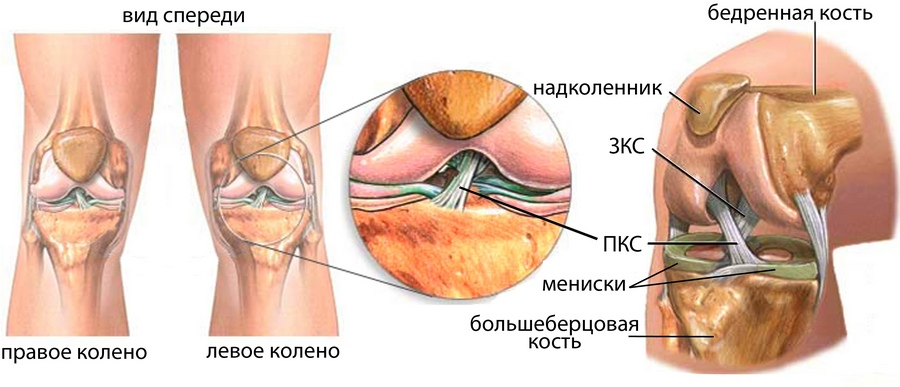 вид спереди
правое колено
левое колено
бедренная кость
надколенник
ЗКС
ПКС
мениски
большеберцовая
кость